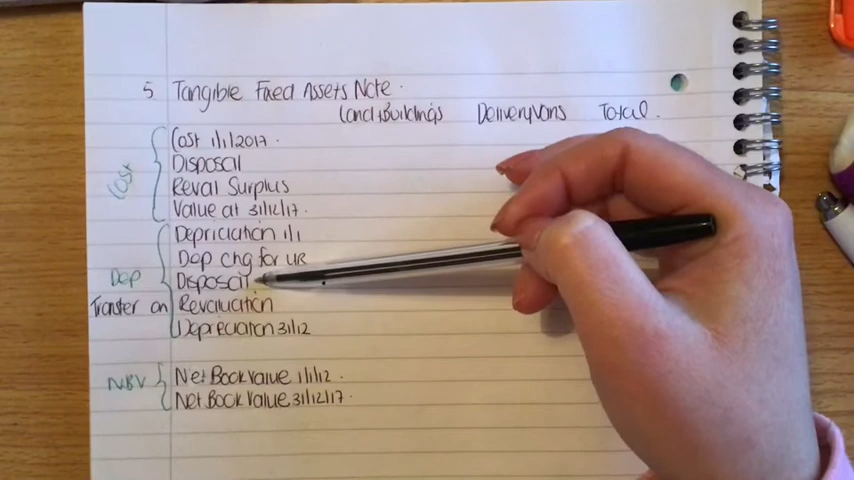 5 Tangible Fixed Assets Note.
Land+Buildings Delivery Vans Total.
Cost 1/1/2017.
Disposal
Reval Surplus
Value at 31/12/17.
Depriciation 1/1
Dep chg for YR
Disposal
Transfer on Revaluation
Depreciation 31/12
Net Book Value 1/1/12.
Net Book Value 31/12/17.
Cost
Dep
NBV